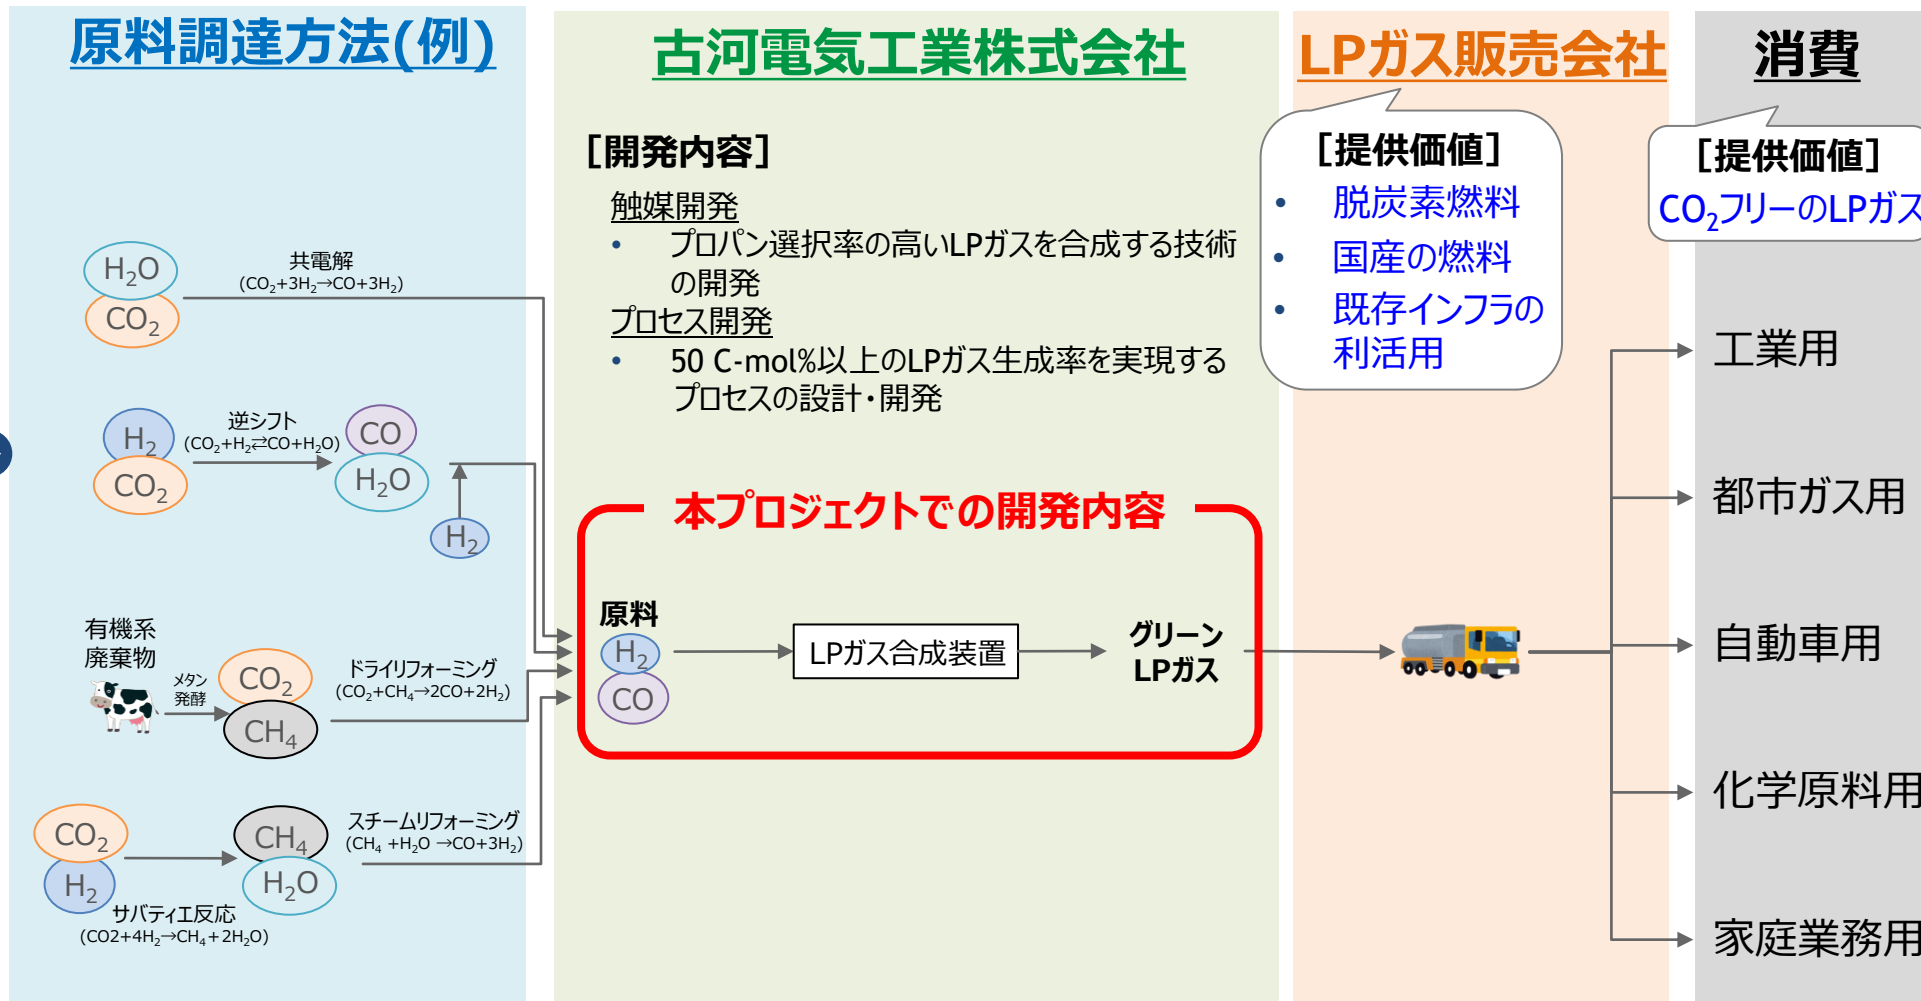 原料調達方法(例)
H₂O
CO₂
共電解
(CO₂+3H₂→CO+3H₂)
H₂
CO₂
逆シフト
(CO₂+H₂⇄CO+H₂O)
CO
H₂O
H₂
有機系
廃棄物
メタン
発酵
CO₂
CH₄
ドライリフォーミング
(CO₂+CH₄→2CO+2H₂)
CO₂
H₂
サバティエ反応
(CO2+4H₂→CH₄+2H₂O)
CH₄
H₂O
スチームリフォーミング
(CH₄ +H₂O →CO+3H₂)
古河電気工業株式会社
[開発内容]
触媒開発
• プロパン選択率の高いLPガスを合成する技術
の開発
プロセス開発
• 50 C-mol%以上のLPガス生成率を実現する
プロセスの設計・開発
本プロジェクトでの開発内容
原料
H₂
CO
LPガス合成装置
グリーン
LPガス
LPガス販売会社
[提供価値]
• 脱炭素燃料
• 国産の燃料
• 既存インフラの
利活用
消費
[提供価値]
CO₂フリーのLPガス
工業用
都市ガス用
自動車用
化学原料用
家庭業務用